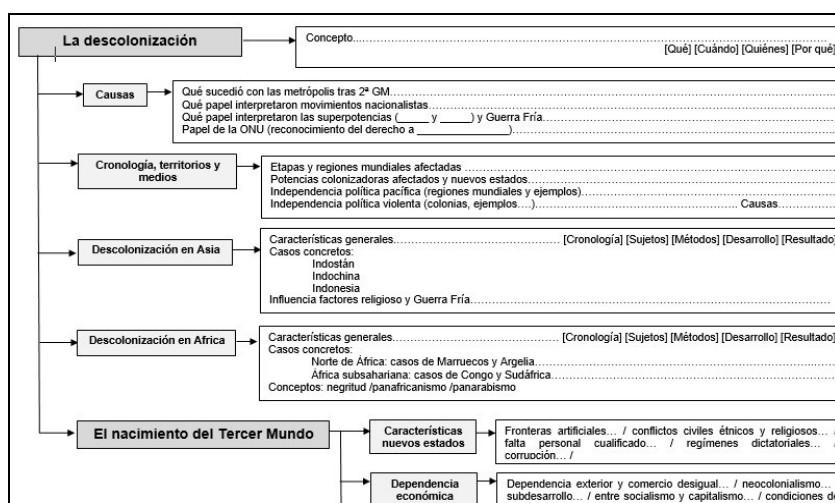 La descolonización
Concepto……………………………………………………………………………………
[Qué] [Cuándo] [Quiénes] [Por qué]
Causas
Qué sucedió con las metrópolis tras 2ª GM……………………………………………………
Qué papel interpretaron movimientos nacionalistas……………………………………………
Qué papel interpretaron las superpotencias (_____ y _____) y Guerra Fría……………………
Papel de la ONU (reconocimiento del derecho a _______________)……………………………
Cronología, territorios y
medios
Etapas y regiones mundiales afectadas ……………………………………………………
Potencias colonizadoras afectados y nuevos estados……………………………………
Independencia política pacífica (regiones mundiales y ejemplos)…………………………
Independencia política violenta (colonias, ejemplos….)…………………………… Causas…………
Descolonización en Asia
Características generales…………………………… [Cronología] [Sujetos] [Métodos] [Desarrollo] [Resultado]
Casos concretos:
Indostán
Indochina
Indonesia
Influencia factores religioso y Guerra Fría……………………………………………………
Descolonización en Africa
Características generales…………………………… [Cronología] [Sujetos] [Métodos] [Desarrollo] [Resultado]
Casos concretos:
Norte de África: casos de Marruecos y Argelia……………………………………………
África subsahariana: casos de Congo y Sudáfrica…………………………………………
Conceptos: negritud /panafricanismo /panarabismo
El nacimiento del Tercer Mundo
Características
nuevos estados
Fronteras artificiales… / conflictos civiles étnicos y religiosos… /
falta personal cualificado… / regímenes dictatoriales… /
corrupción… /
Dependencia
económica
Dependencia exterior y comercio desigual… / neocolonialismo…
subdesarrollo… / entre socialismo y capitalismo… / condiciones de